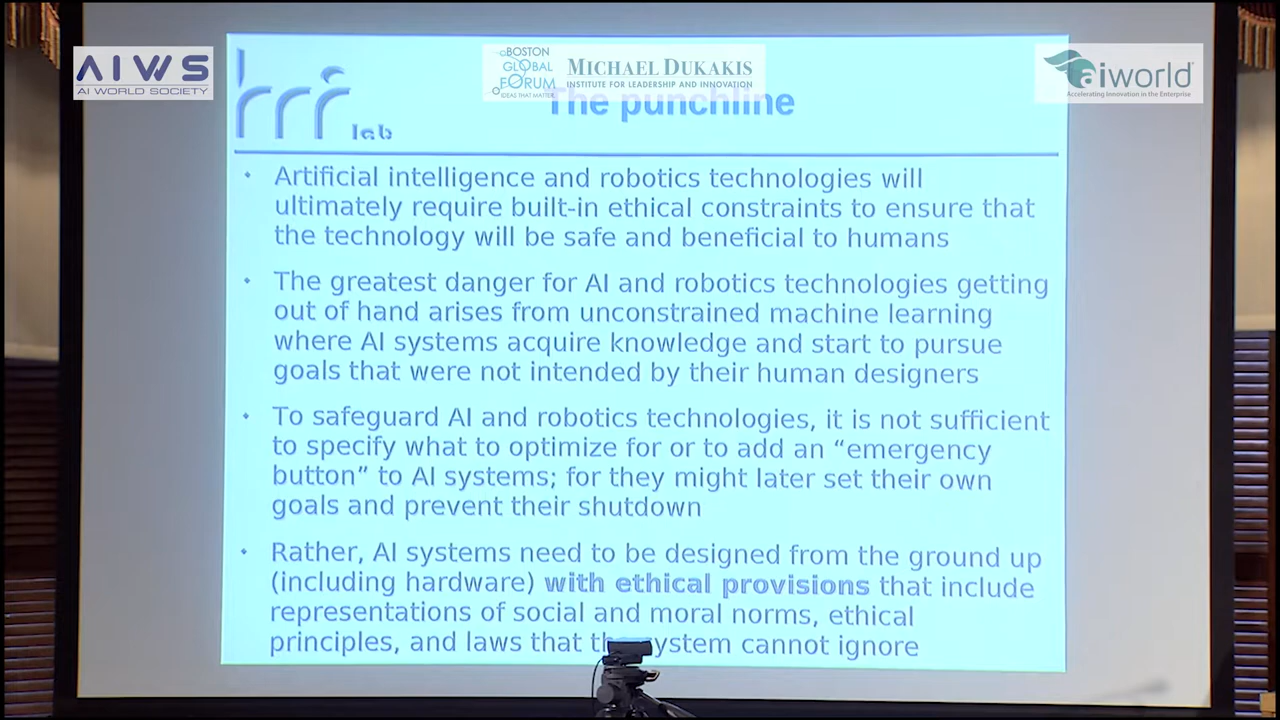 AIWS
AI WORLD SOCIETY
BOSTON
GLOBAL
FORUM
IDEAS THAT MATTER
MICHAEL DUKAKIS
INSTITUTE FOR LEADERSHIP AND INNOVATION
aiworld
Accelerating Innovation in the Enterprise
hri lab
The punchline
• Artificial intelligence and robotics technologies will
ultimately require built-in ethical constraints to ensure that
the technology will be safe and beneficial to humans
• The greatest danger for AI and robotics technologies getting
out of hand arises from unconstrained machine learning
where AI systems acquire knowledge and start to pursue
goals that were not intended by their human designers
• To safeguard AI and robotics technologies, it is not sufficient
to specify what to optimize for or to add an “emergency
button” to AI systems; for they might later set their own
goals and prevent their shutdown
• Rather, AI systems need to be designed from the ground up
(including hardware) with ethical provisions that include
representations of social and moral norms, ethical
principles, and laws that the system cannot ignore